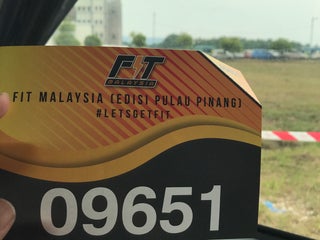 FIT
MALAYSIA
FIT MALAYSIA (EDISI PULAU PINANG)
#LETSGETFIT
09651